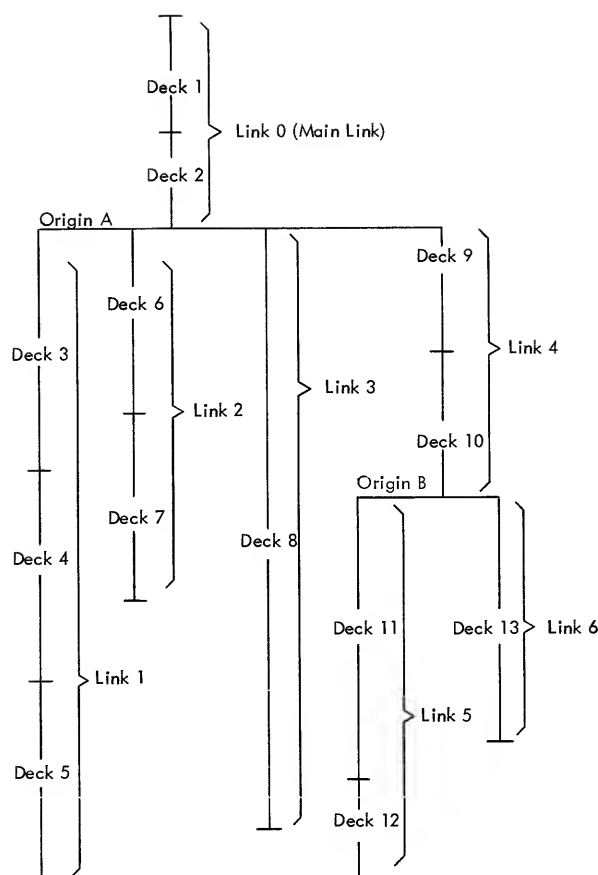 Deck 1
Link 0 (Main Link)
Deck 2
Origin A
Deck 9
Deck 6
Deck 3
Link 4
Link 3
Link 2
Deck 10
Origin B
Deck 7
Deck 8
Deck 4
Deck 11
Deck 13
Link 6
Link 1
Link 5
Deck 5
Deck 12